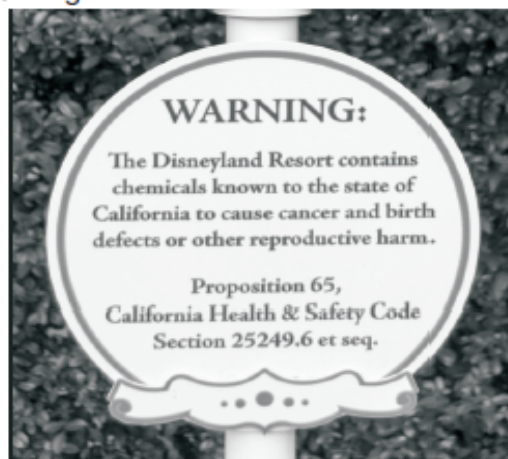 WARNING:
The Disneyland Resort contains
chemicals known to the state of
California to cause cancer and birth
defects or other reproductive harm.
Proposition 65,
California Health & Safety Code
Section 25249.6 et seq.